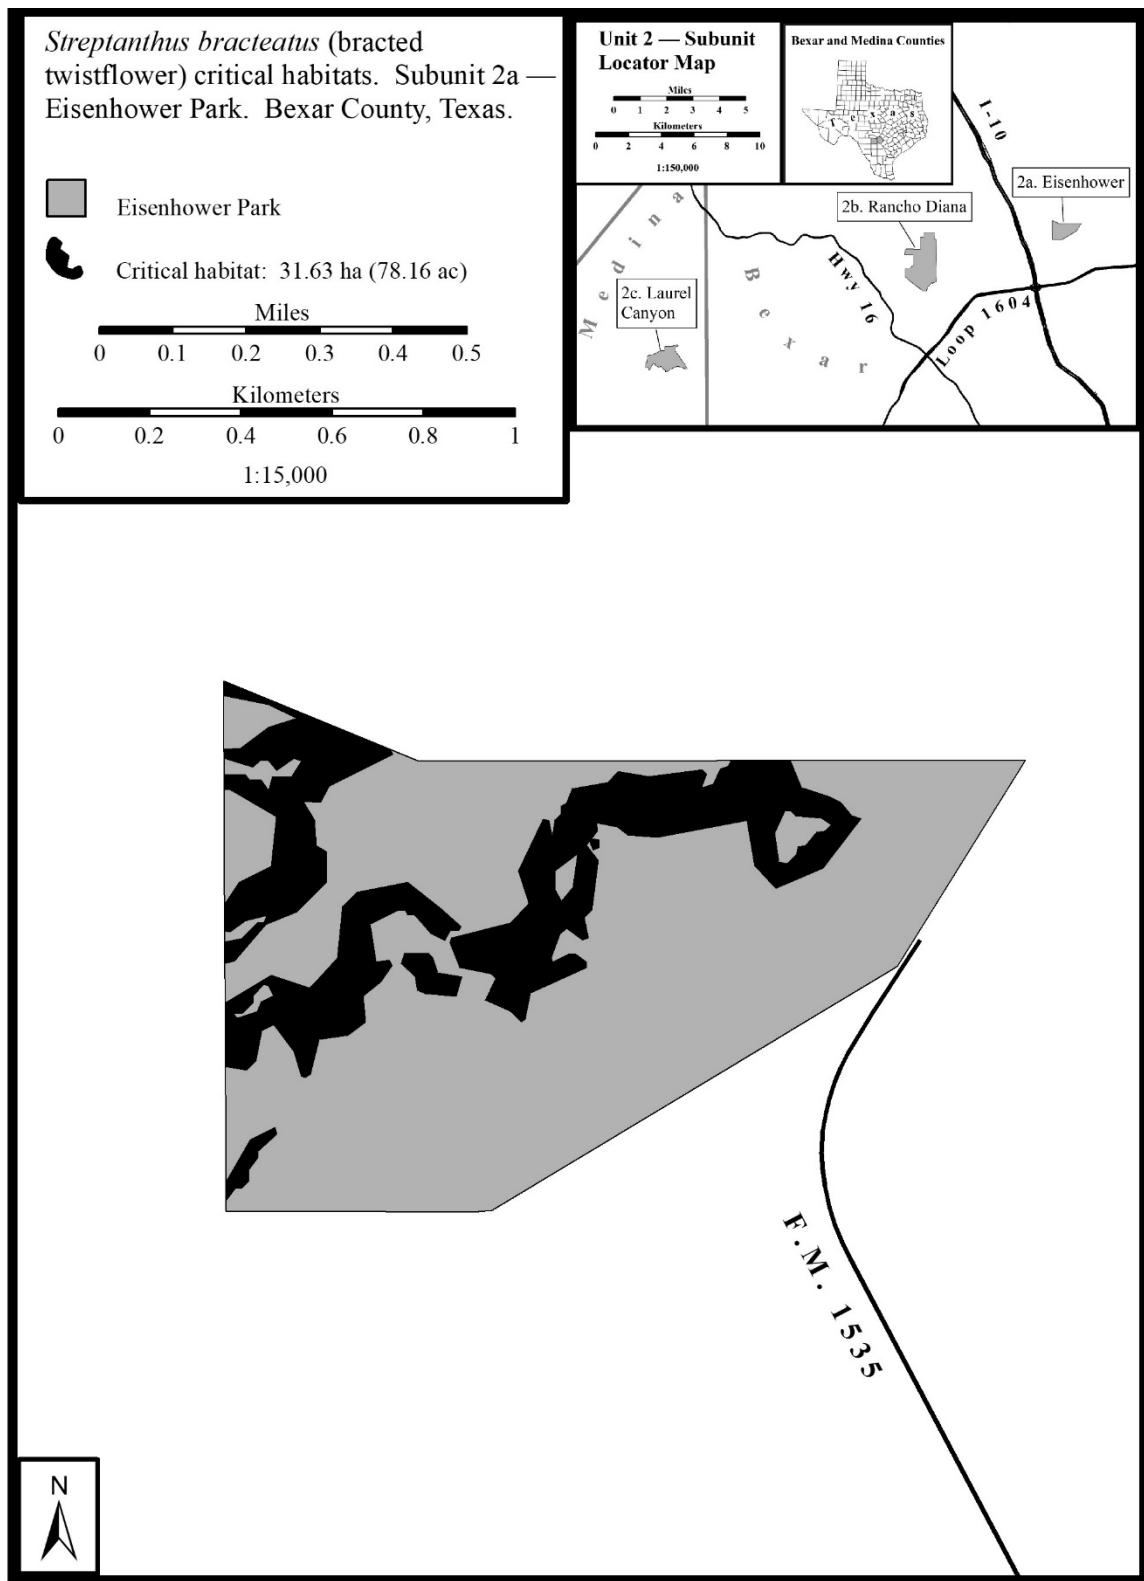 Streptanthus bracteatus (bracted
twistflower) critical habitats. Subunit 2a —
Eisenhower Park. Bexar County, Texas.
Eisenhower Park
Critical habitat: 31.63 ha (78.16 ac)
Miles
0 0.1 0.2 0.3 0.4 0.5
Kilometers
0 0.2 0.4 0.6 0.8 1
1:15,000
Unit 2 — Subunit
Locator Map
Miles
0 1 2 3 4 5
Kilometers
0 2 4 6 8 10
1:150,000
Bexar and Medina Counties
Texas
I-10
2a. Eisenhower
2b. Rancho Diana
Medina
Bexar
Hwy 16
2c. Laurel
Canyon
Loop 1604
F.M. 1535
N